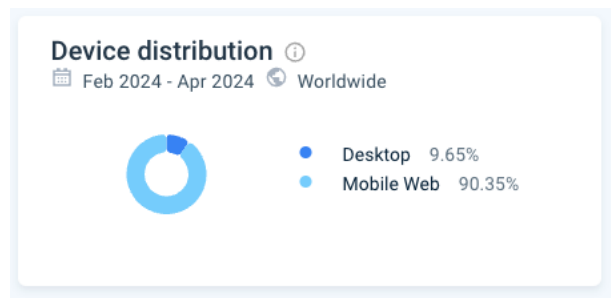 Device distribution
Feb 2024 - Apr 2024 Worldwide
Desktop 9.65%
Mobile Web 90.35%